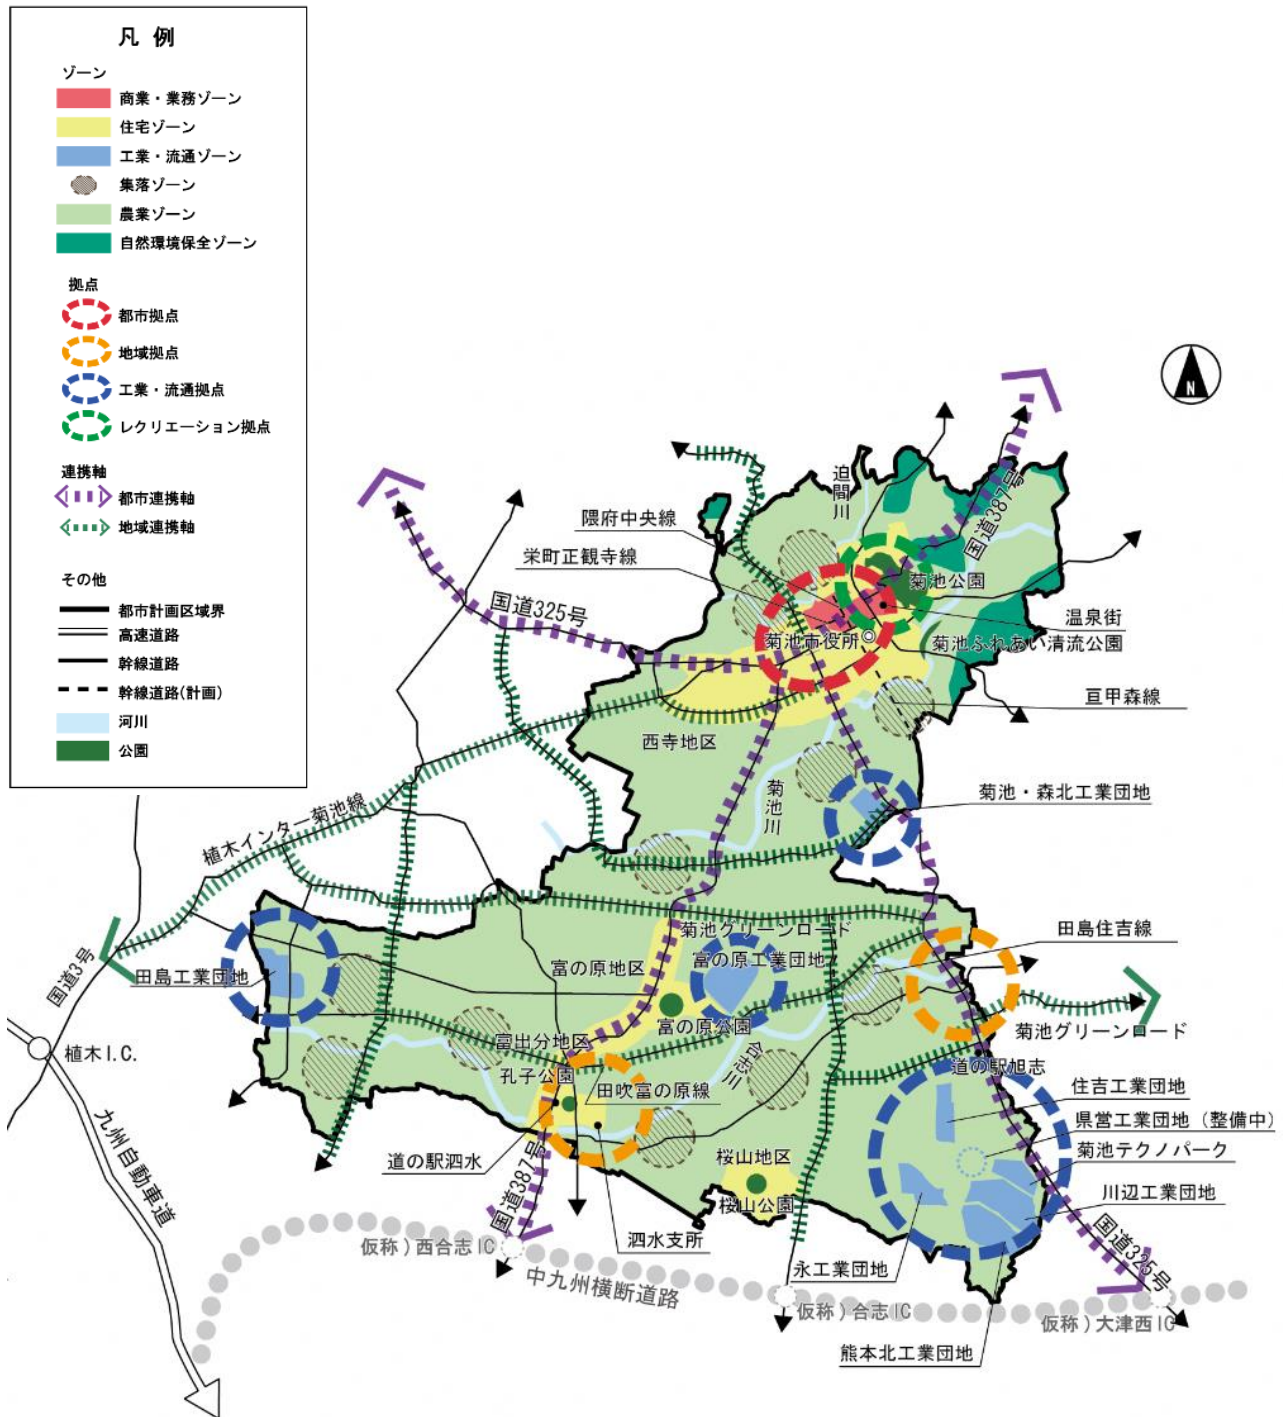 凡 例
ゾーン
商業・業務ゾーン
住宅ゾーン
工業・流通ゾーン
集落ゾーン
農業ゾーン
自然環境保全ゾーン
拠点
都市拠点
地域拠点
工業・流通拠点
レクリエーション拠点
連携軸
都市連携軸
地域連携軸
その他
都市計画区域界
高速道路
幹線道路
幹線道路(計画)
河川
公園
N
迫間川
国道387号
隈府中央線
栄町正観寺線
国道325号
菊池公園
温泉街
菊池市役所
菊池ふれあい清流公園
亘甲森線
西寺地区
菊池川
菊池・森北工業団地
植木インター菊池線
国道3号
田島工業団地
菊池グリーンロード
田島住吉線
富の原地区
富の原工業団地
富の原公園
菊池グリーンロード
植木I.C.
富出分地区
孔子公園
合志川
田吹富の原線
道の駅旭志
住吉工業団地
県営工業団地（整備中）
菊池テクノパーク
川辺工業団地
九州自動車道
道の駅泗水
国道387号
桜山地区
桜山公園
泗水支所
仮称）西合志IC
中九州横断道路
永工業団地
国道325号
仮称）合志IC
仮称）大津西IC
熊本北工業団地